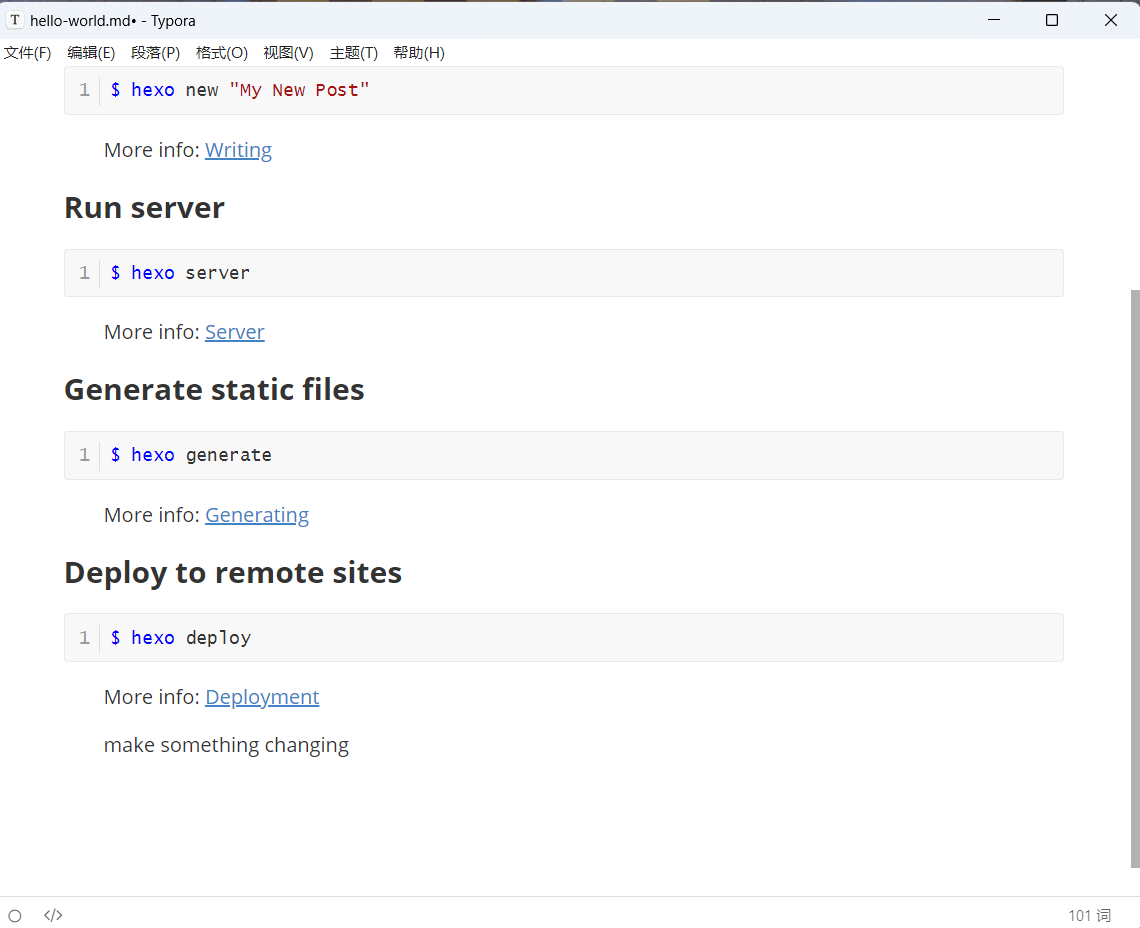 T hello-world.md• - Typora
文件(F) 编辑(E) 段落(P) 格式(O) 视图(V) 主题(T) 帮助(H)
1 $ hexo new "My New Post"
More info: Writing
Run server
1 $ hexo server
More info: Server
Generate static files
1 $ hexo generate
More info: Generating
Deploy to remote sites
1 $ hexo deploy
More info: Deployment
make something changing
</> 101 词